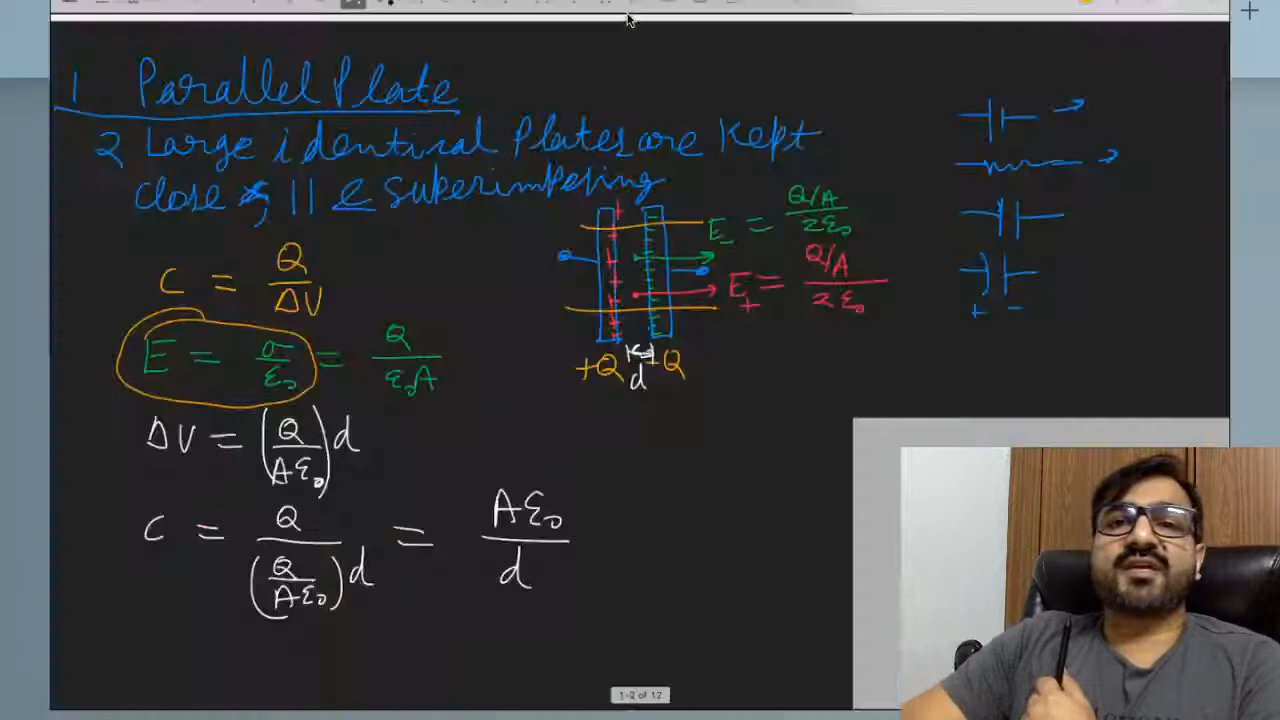 1 Parallel Plate
2 Large identical Plates are Kept
close &, || & Superimposing
C = Q/ΔV
E = σ/ε₀ = Q/ε₀A
ΔV = (Q/Aε₀)d
C = Q/(Q/Aε₀)d = Aε₀/d
E₋ = Q/A/2ε₀
E₊ = Q/A/2ε₀
+Q d -Q
+ -
1-2 of 12